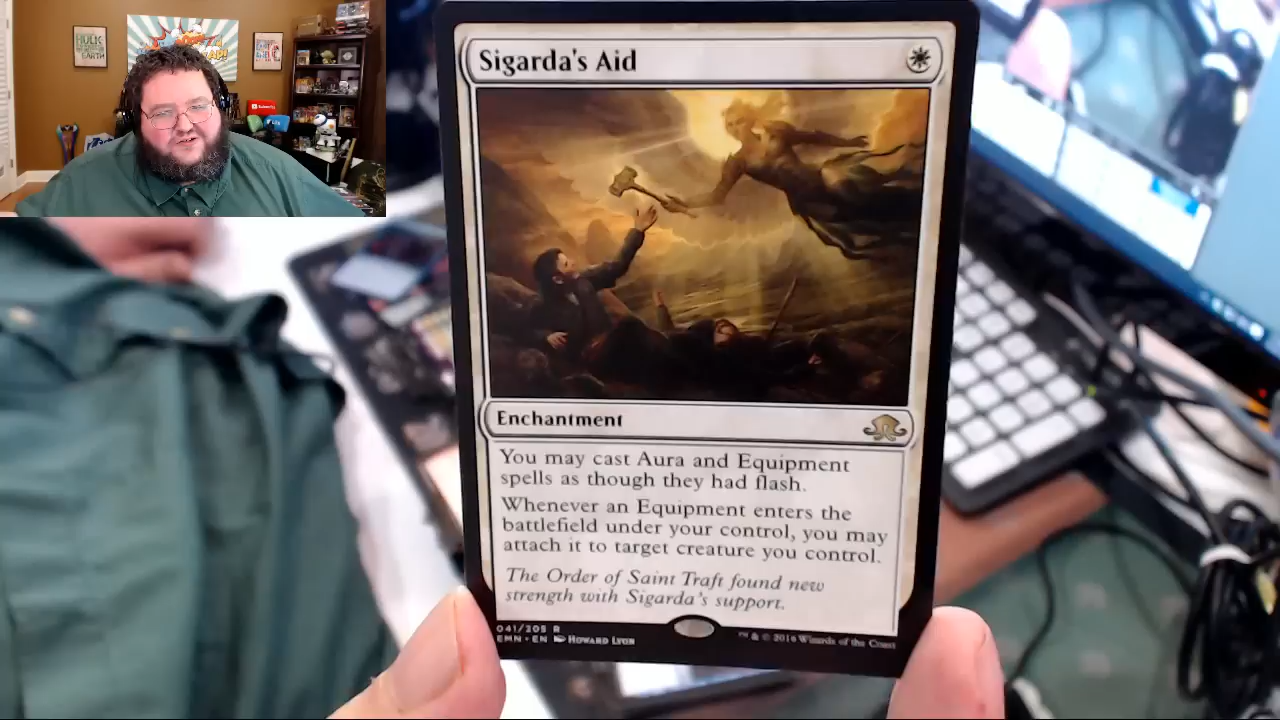 Sigarda's Aid
Enchantment
You may cast Aura and Equipment
spells as though they had flash.
Whenever an Equipment enters the
battlefield under your control, you may
attach it to target creature you control.
The Order of Saint Traft found new
strength with Sigarda's support.
041/205 R
EMN • EN Howard Lyon
™ & © 2016 Wizards of the Coast